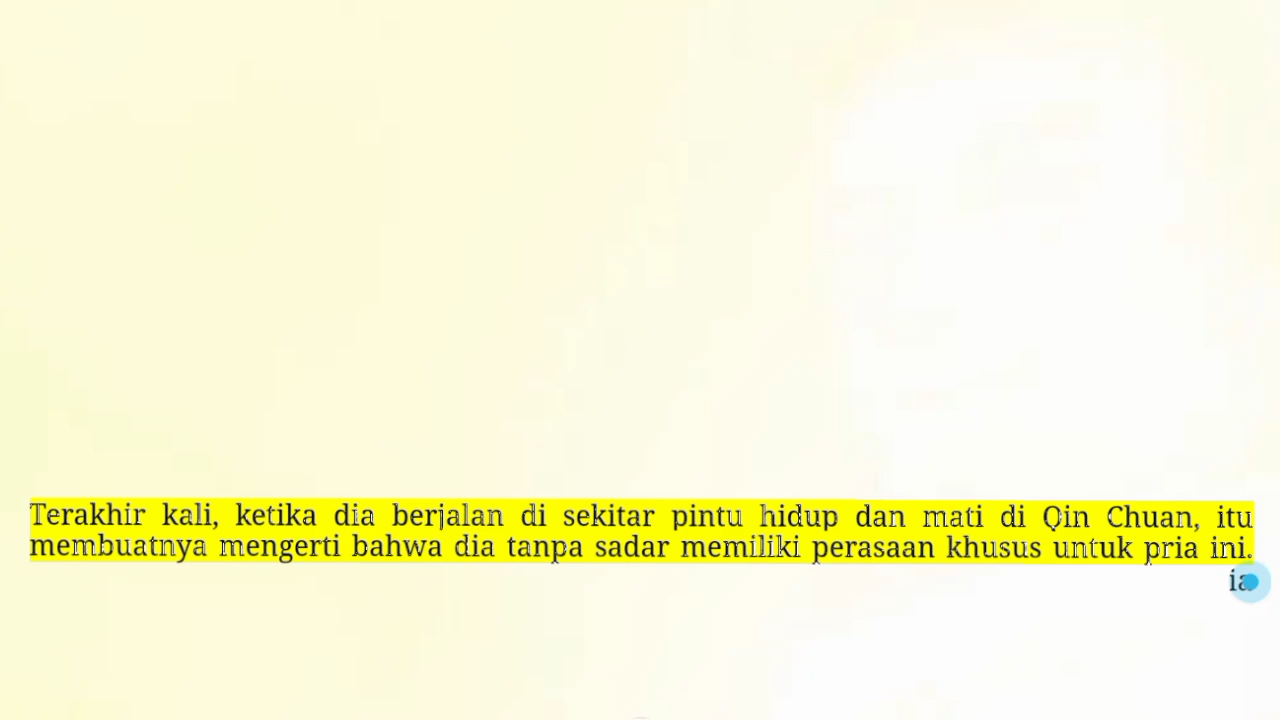 Terakhir kali, ketika dia berjalan di sekitar pintu hidup dan mati di Qin Chuan, itu
membuatnya mengerti bahwa dia tanpa sadar memiliki perasaan khusus untuk pria ini.
ia